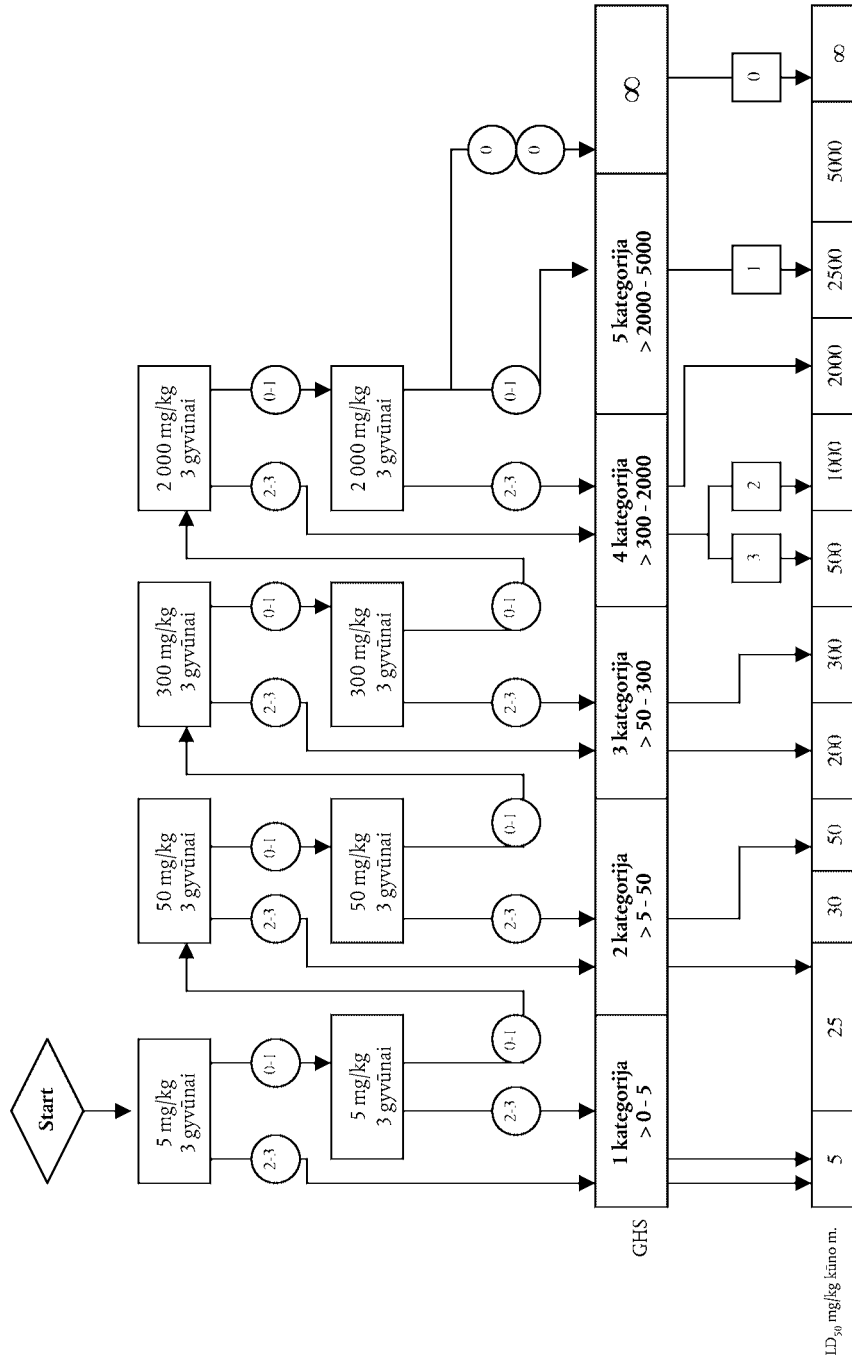 Start
5 mg/kg
3 gyvūnai
50 mg/kg
3 gyvūnai
300 mg/kg
3 gyvūnai
2 000 mg/kg
3 gyvūnai
2-3
0-1
2-3
0-1
2-3
0-1
2-3
0-1
5 mg/kg
3 gyvūnai
50 mg/kg
3 gyvūnai
300 mg/kg
3 gyvūnai
2 000 mg/kg
3 gyvūnai
2-3
0-1
2-3
0-1
2-3
0-1
2-3
0-1
0
0
GHS
1 kategorija
> 0 - 5
2 kategorija
> 5 - 50
3 kategorija
> 50 - 300
4 kategorija
> 300 - 2000
5 kategorija
> 2000 - 5000
∞
3
2
1
0
LD50 mg/kg kūno m.
5
25
30
50
200
300
500
1000
2000
2500
5000
∞